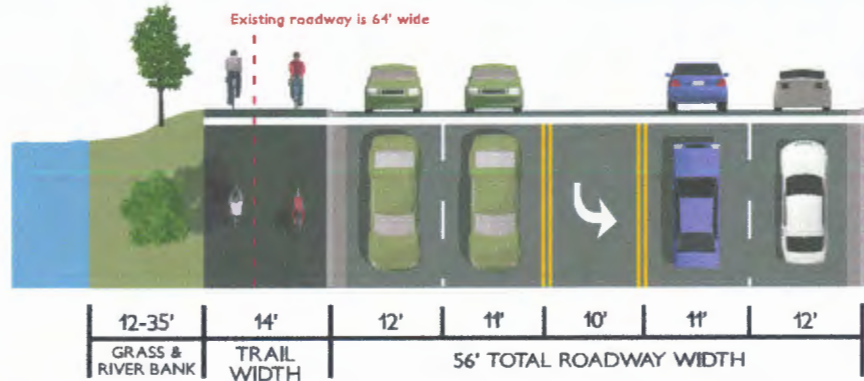 Existing roadway is 64' wide
12-35' 14' 12' 11' 10' 11' 12'
GRASS &
RIVER BANK
TRAIL
WIDTH
56' TOTAL ROADWAY WIDTH